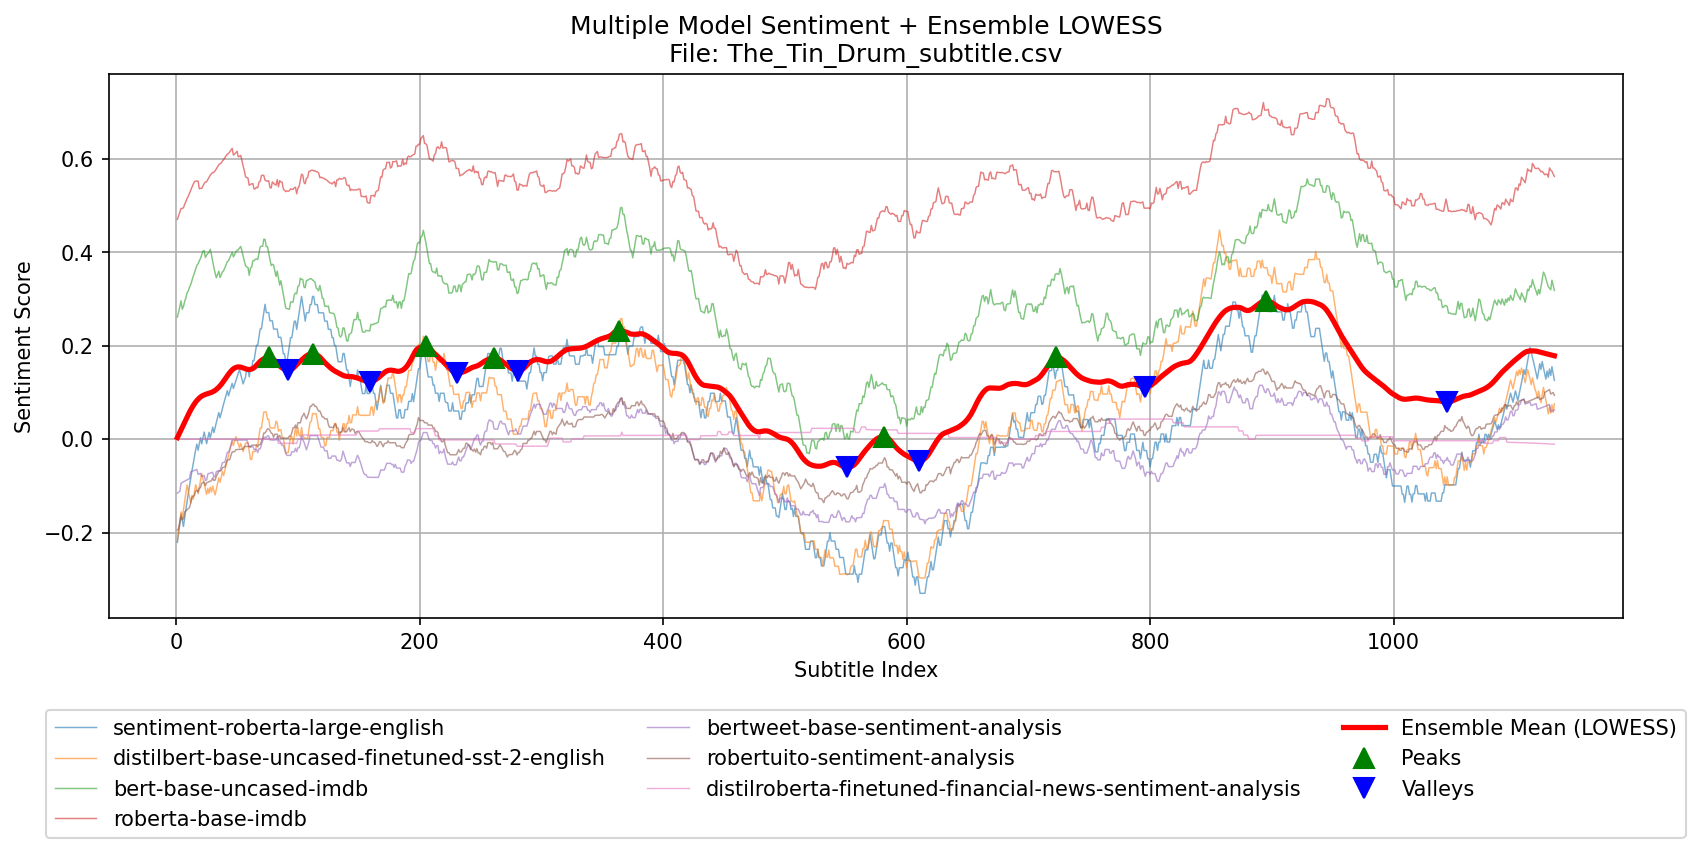 Multiple Model Sentiment + Ensemble LOWESS
File: The_Tin_Drum_subtitle.csv
Sentiment Score
0.6
0.4
0.2
0.0
−0.2
0 200 400 600 800 1000
Subtitle Index
sentiment-roberta-large-english
distilbert-base-uncased-finetuned-sst-2-english
bert-base-uncased-imdb
roberta-base-imdb
bertweet-base-sentiment-analysis
robertuito-sentiment-analysis
distilroberta-finetuned-financial-news-sentiment-analysis
Ensemble Mean (LOWESS)
Peaks
Valleys